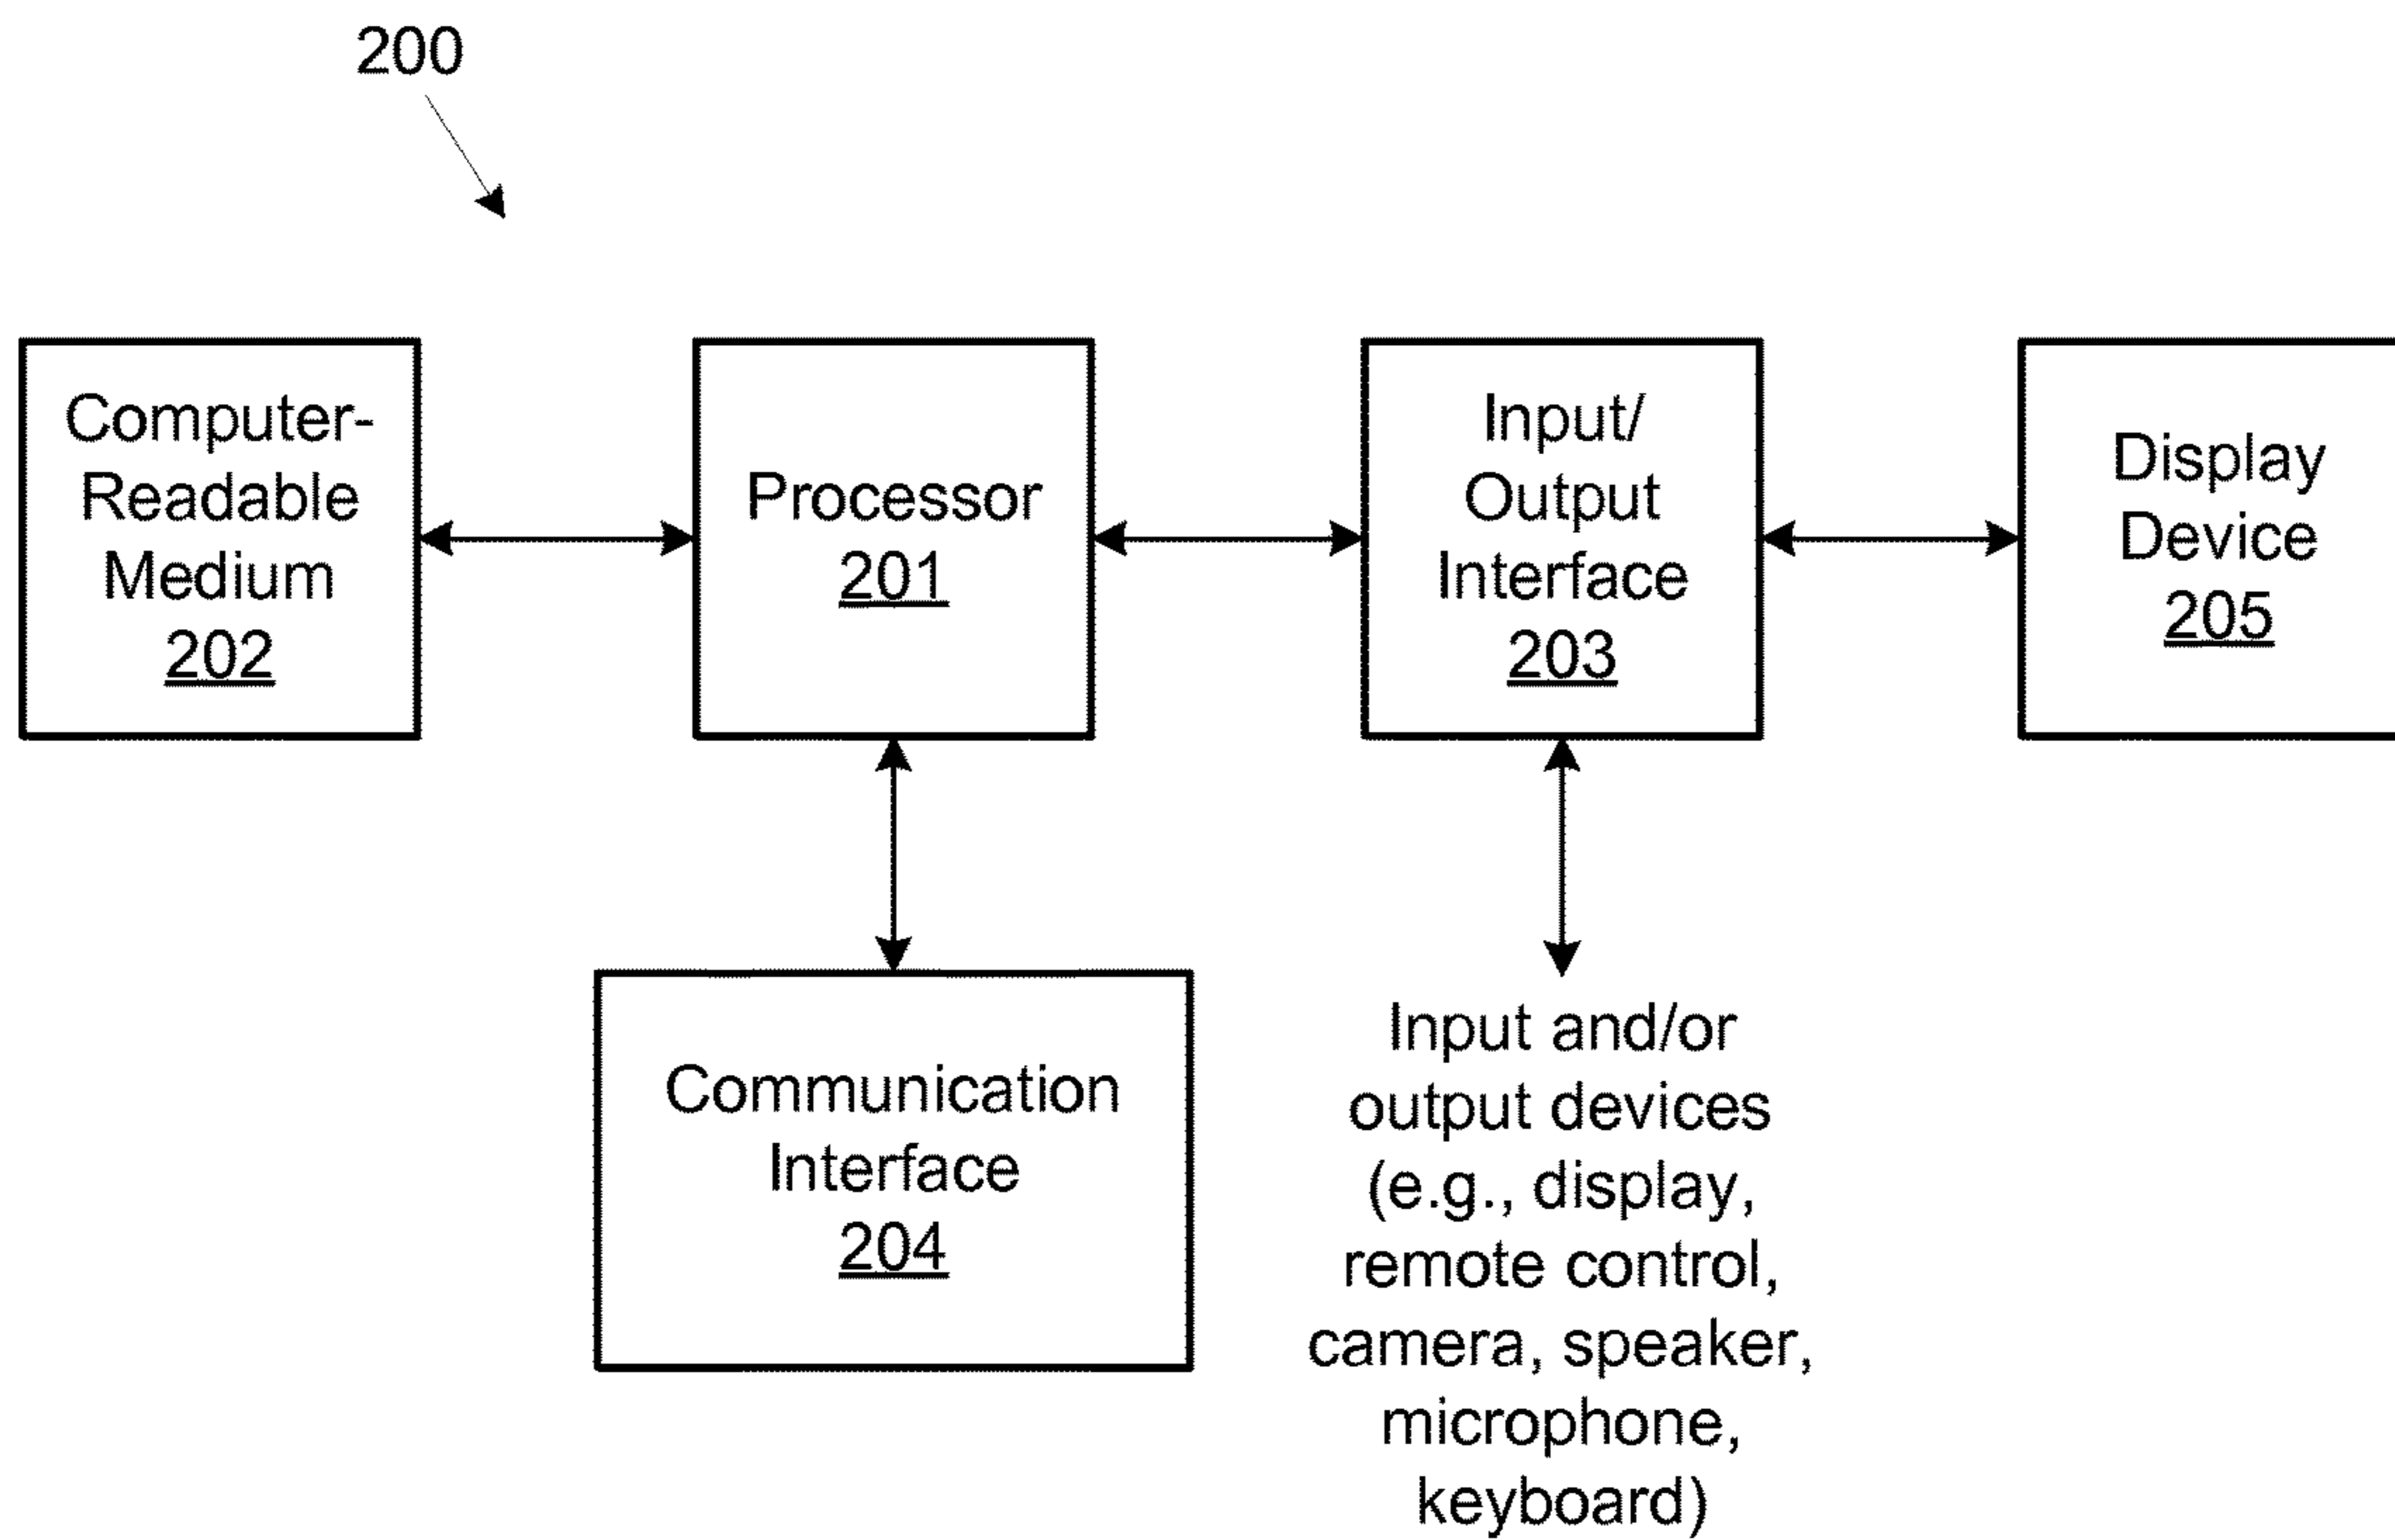 200
Computer-
Readable
Medium
202
Processor
201
Input/
Output
Interface
203
Display
Device
205
Communication
Interface
204
Input and/or
output devices
(e.g., display,
remote control,
camera, speaker,
microphone,
keyboard)